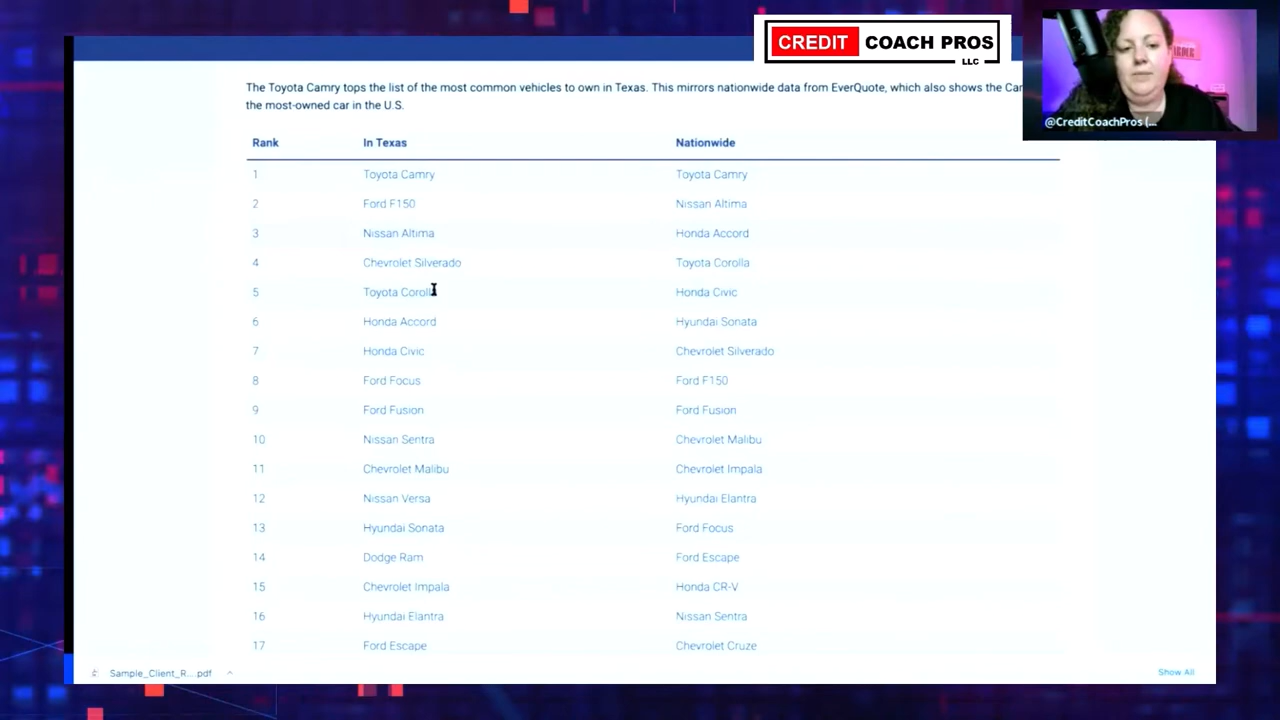 CREDIT COACH PROS
LLC
@CreditCoachPros (...
The Toyota Camry tops the list of the most common vehicles to own in Texas. This mirrors nationwide data from EverQuote, which also shows the
the most-owned car in the U.S.
Rank In Texas Nationwide
1 Toyota Camry Toyota Camry
2 Ford F150 Nissan Altima
3 Nissan Altima Honda Accord
4 Chevrolet Silverado Toyota Corolla
5 Toyota Corolla Honda Civic
6 Honda Accord Hyundai Sonata
7 Honda Civic Chevrolet Silverado
8 Ford Focus Ford F150
9 Ford Fusion Ford Fusion
10 Nissan Sentra Chevrolet Malibu
11 Chevrolet Malibu Chevrolet Impala
12 Nissan Versa Hyundai Elantra
13 Hyundai Sonata Ford Focus
14 Dodge Ram Ford Escape
15 Chevrolet Impala Honda CR-V
16 Hyundai Elantra Nissan Sentra
17 Ford Escape Chevrolet Cruze
Sample_Client_R....pdf Show All